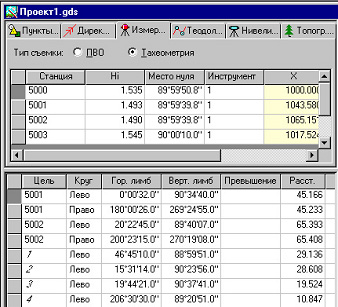 Проект1.gds
Пункты... Дирек... Измер... Теодол... Нивели... Топогр...
Тип съемки: ПВО Тахеометрия
Станция Hi Место нуля Инструмент X
5000 1.535 89°59'50.8" 1 1000.000
5001 1.493 89°59'39.8" 1 1043.580
5002 1.490 89°59'39.8" 1 1065.157
5003 1.545 90°00'10.0" 1 1017.524
Цель Круг Гор. лимб Верт. лимб Превышение Расст.
5001 Лево 0°00'32.0" 90°34'40.0" 45.166
5001 Право 180°00'26.0" 269°24'55.0" 45.233
5002 Лево 20°22'45.0" 89°40'07.0" 65.393
5002 Право 200°23'15.0" 270°19'08.0" 65.408
1 Лево 46°45'10.0" 88°59'51.0" 29.136
2 Лево 15°31'14.0" 90°23'56.0" 28.608
3 Лево 19°44'21.0" 90°37'41.0" 19.524
4 Лево 206°30'30.0" 89°20'51.0" 10.847